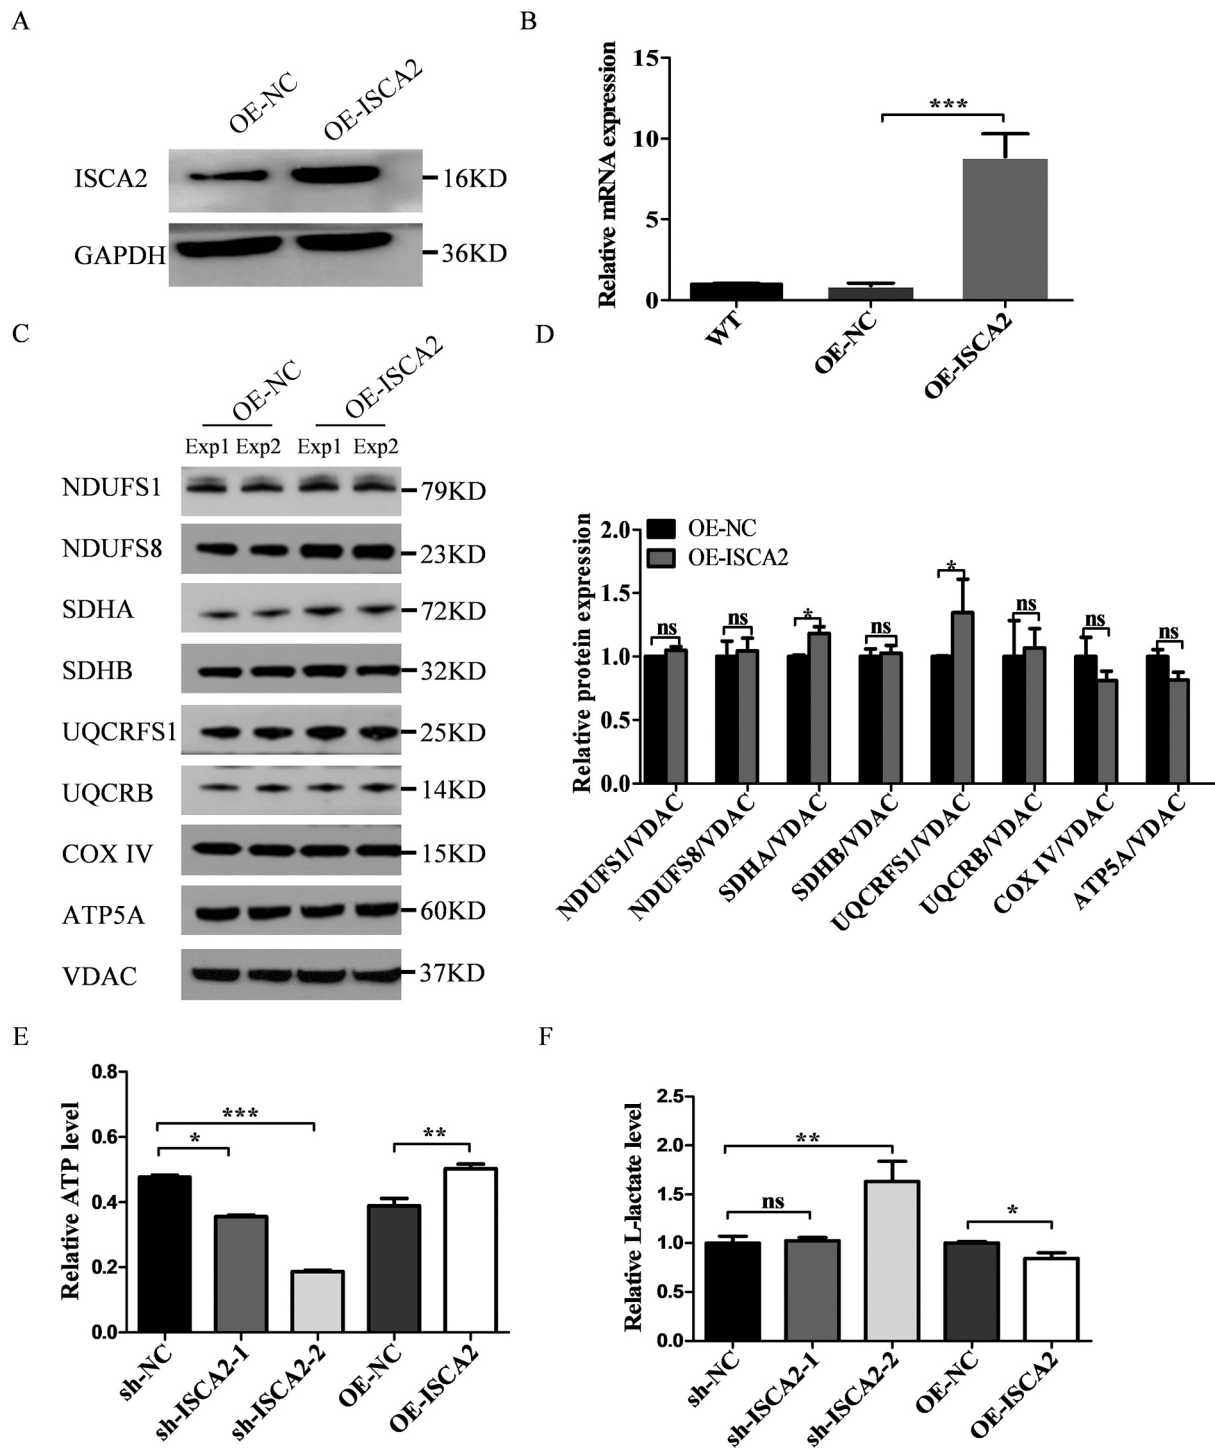 A
OE-NC
OE-ISCA2
ISCA2
16KD
GAPDH
36KD
B
Relative mRNA expression
15
10
5
0
***
WT
OE-NC
OE-ISCA2
C
OE-NC
OE-ISCA2
Exp1 Exp2 Exp1 Exp2
NDUFS1
79KD
NDUFS8
23KD
SDHA
72KD
SDHB
32KD
UQCRFS1
25KD
UQCRB
14KD
COX IV
15KD
ATP5A
60KD
VDAC
37KD
D
Relative protein expression
2.0
1.5
1.0
0.5
0.0
OE-NC
OE-ISCA2
ns ns * ns * ns ns ns
NDUFS1/VDAC
NDUFS8/VDAC
SDHA/VDAC
SDHB/VDAC
UQCRFS1/VDAC
UQCRB/VDAC
COX IV/VDAC
ATP5A/VDAC
E
Relative ATP level
0.8
0.6
0.4
0.2
0.0
***
*
**
sh-NC
sh-ISCA2-1
sh-ISCA2-2
OE-NC
OE-ISCA2
F
Relative L-lactate level
2.5
2.0
1.5
1.0
0.5
0.0
**
ns
*
sh-NC
sh-ISCA2-1
sh-ISCA2-2
OE-NC
OE-ISCA2